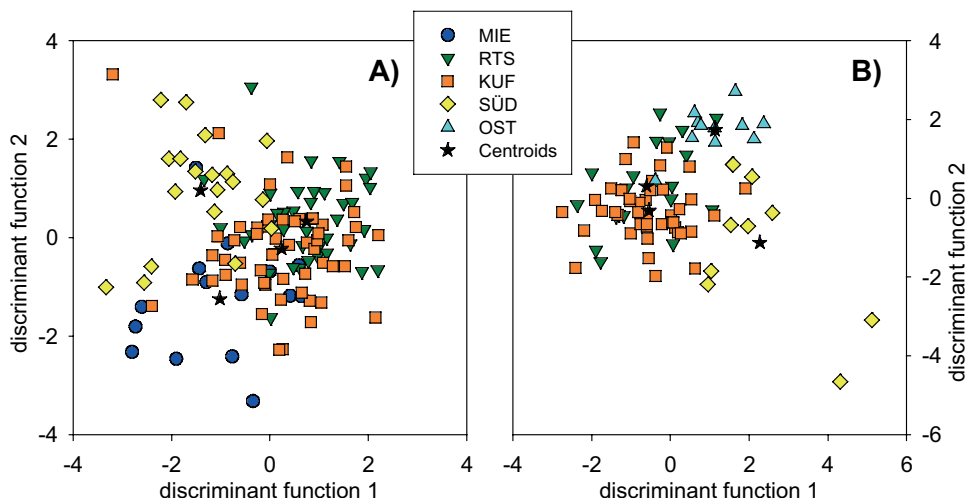 A)
MIE
RTS
KUF
SÜD
OST
Centroids
B)
4
2
0
-2
-4
discriminant function 2
-4 -2 0 2 4
discriminant function 1
4
2
0
-2
-4
-6
discriminant function 2
-4 -2 0 2 4 6
discriminant function 1